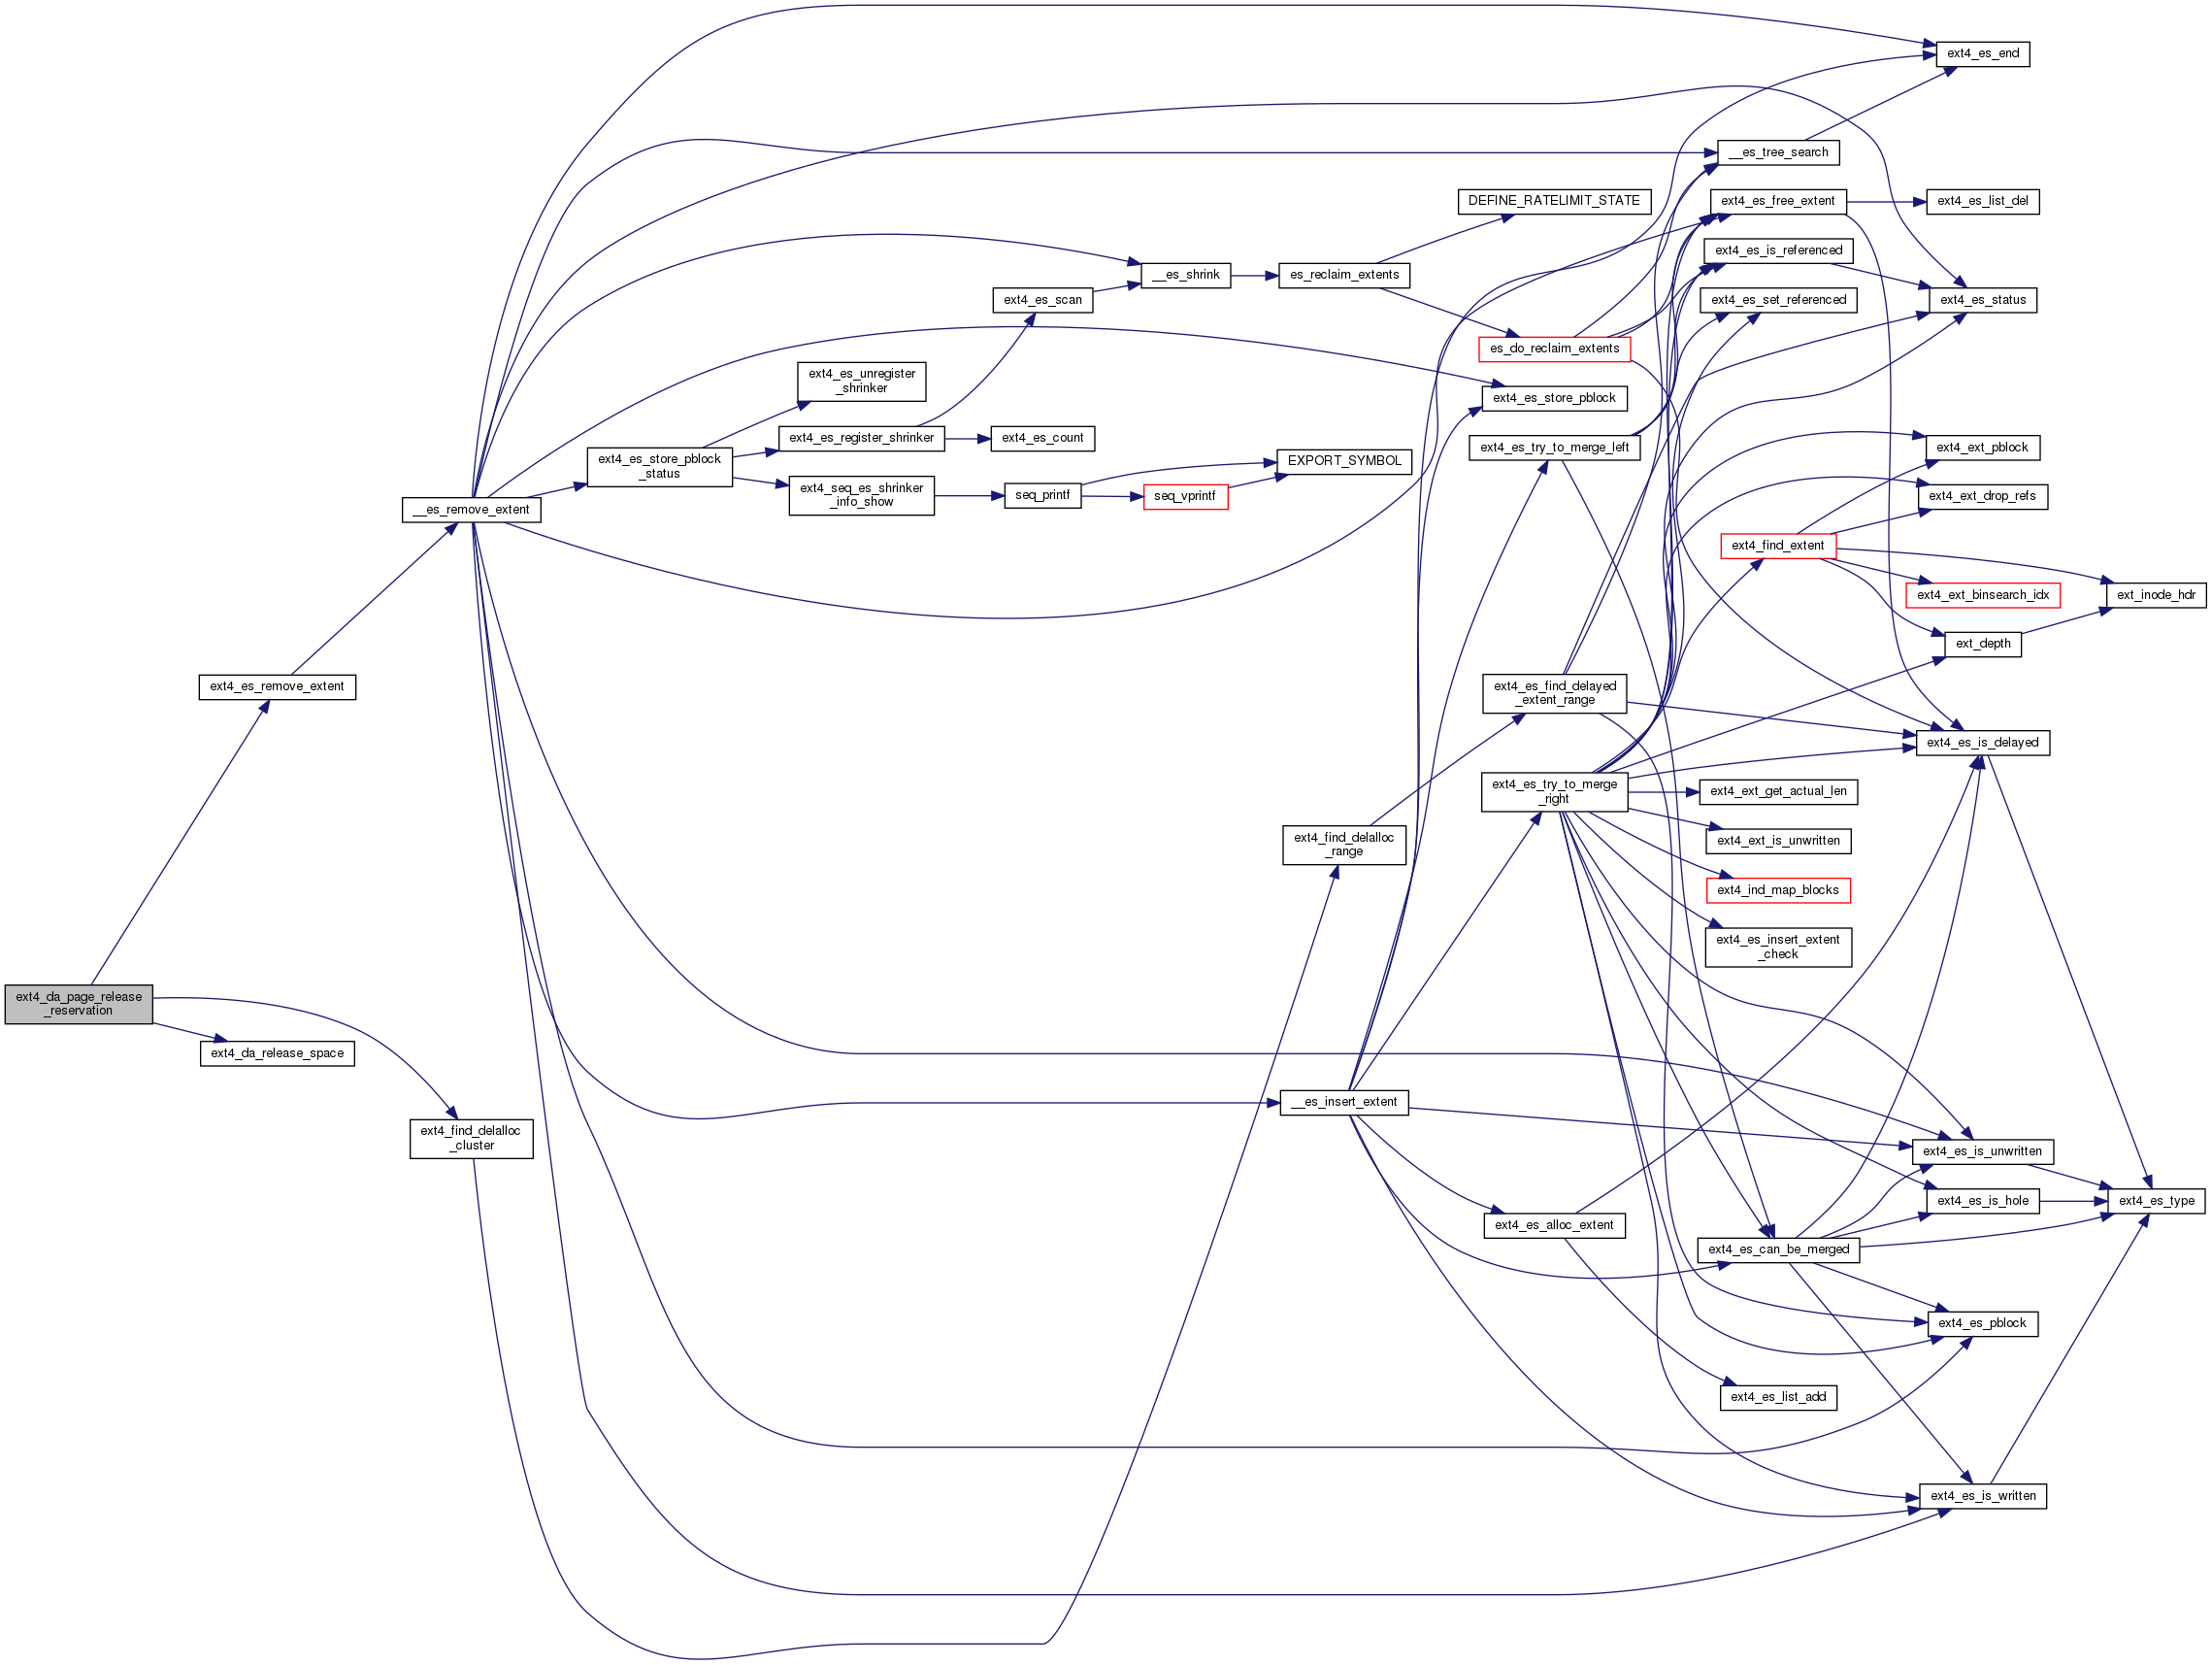 ext4_es_end
__es_tree_search
DEFINE_RATELIMIT_STATE
ext4_es_free_extent
ext4_es_list_del
ext4_es_is_referenced
__es_shrink
es_reclaim_extents
ext4_es_scan
ext4_es_set_referenced
ext4_es_status
es_do_reclaim_extents
ext4_es_unregister
_shrinker
ext4_es_store_pblock
ext4_es_register_shrinker
ext4_es_count
ext4_es_try_to_merge_left
ext4_ext_pblock
ext4_es_store_pblock
_status
EXPORT_SYMBOL
ext4_seq_es_shrinker
_info_show
seq_printf
seq_vprintf
ext4_ext_drop_refs
__es_remove_extent
ext4_find_extent
ext4_ext_binsearch_idx
ext_inode_hdr
ext_depth
ext4_es_remove_extent
ext4_es_find_delayed
_extent_range
ext4_es_is_delayed
ext4_es_try_to_merge
_right
ext4_ext_get_actual_len
ext4_find_delalloc
_range
ext4_ext_is_unwritten
ext4_ind_map_blocks
ext4_es_insert_extent
_check
ext4_da_page_release
_reservation
ext4_da_release_space
__es_insert_extent
ext4_find_delalloc
_cluster
ext4_es_is_unwritten
ext4_es_is_hole
ext4_es_type
ext4_es_alloc_extent
ext4_es_can_be_merged
ext4_es_pblock
ext4_es_list_add
ext4_es_is_written